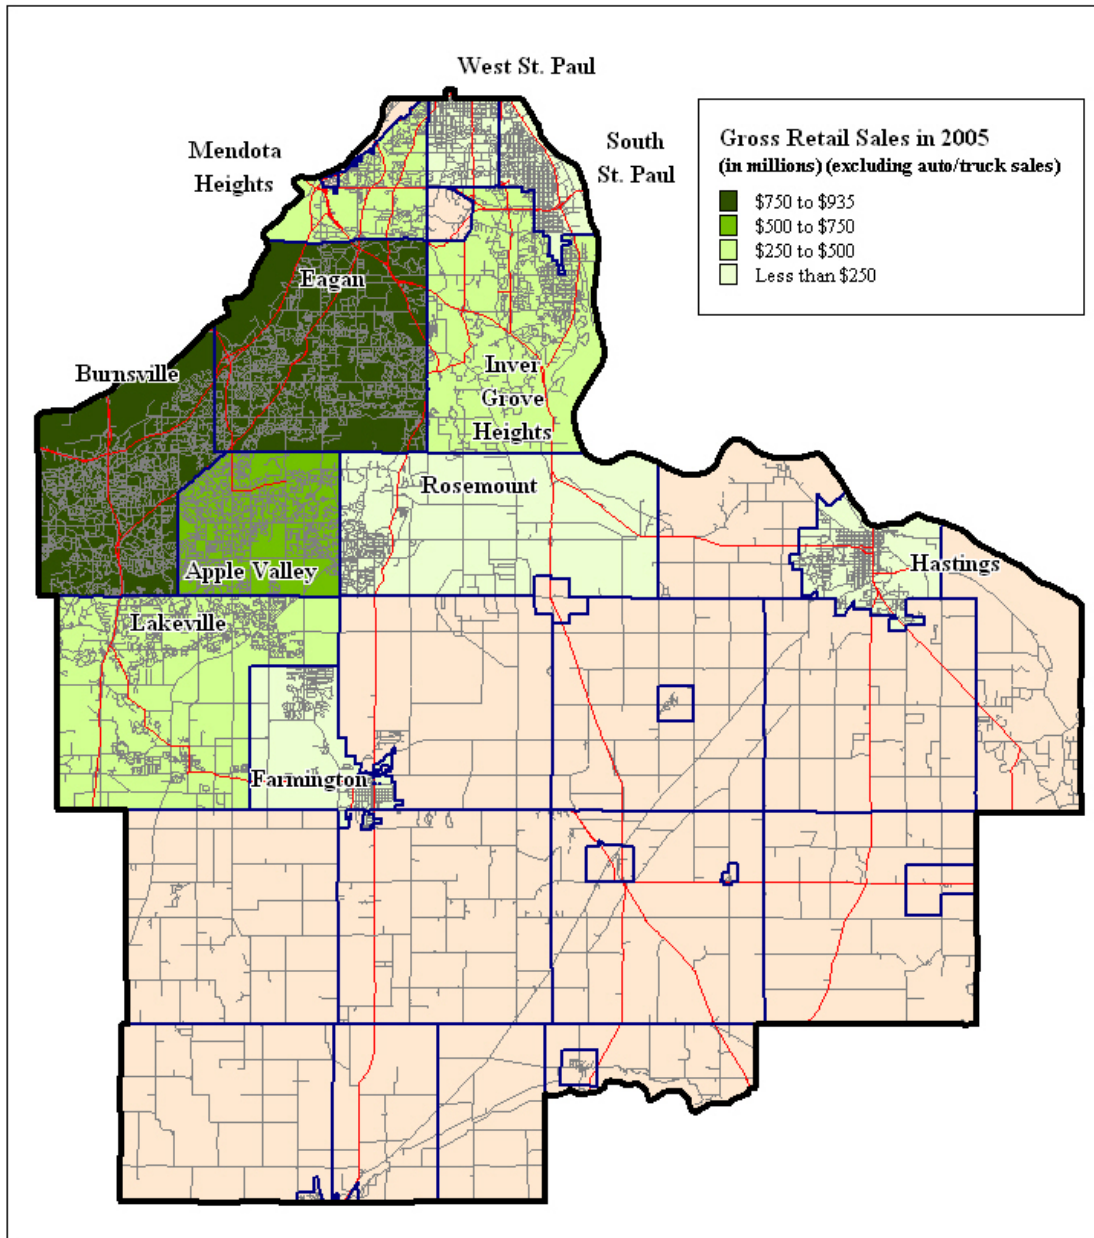 West St. Paul
Mendota
Heights
South
St. Paul
Gross Retail Sales in 2005
(in millions) (excluding auto/truck sales)
$750 to $935
$500 to $750
$250 to $500
Less than $250
Eagan
Burnsville
Inver
Grove
Heights
Rosemount
Apple Valley
Hastings
Lakeville
Farmington